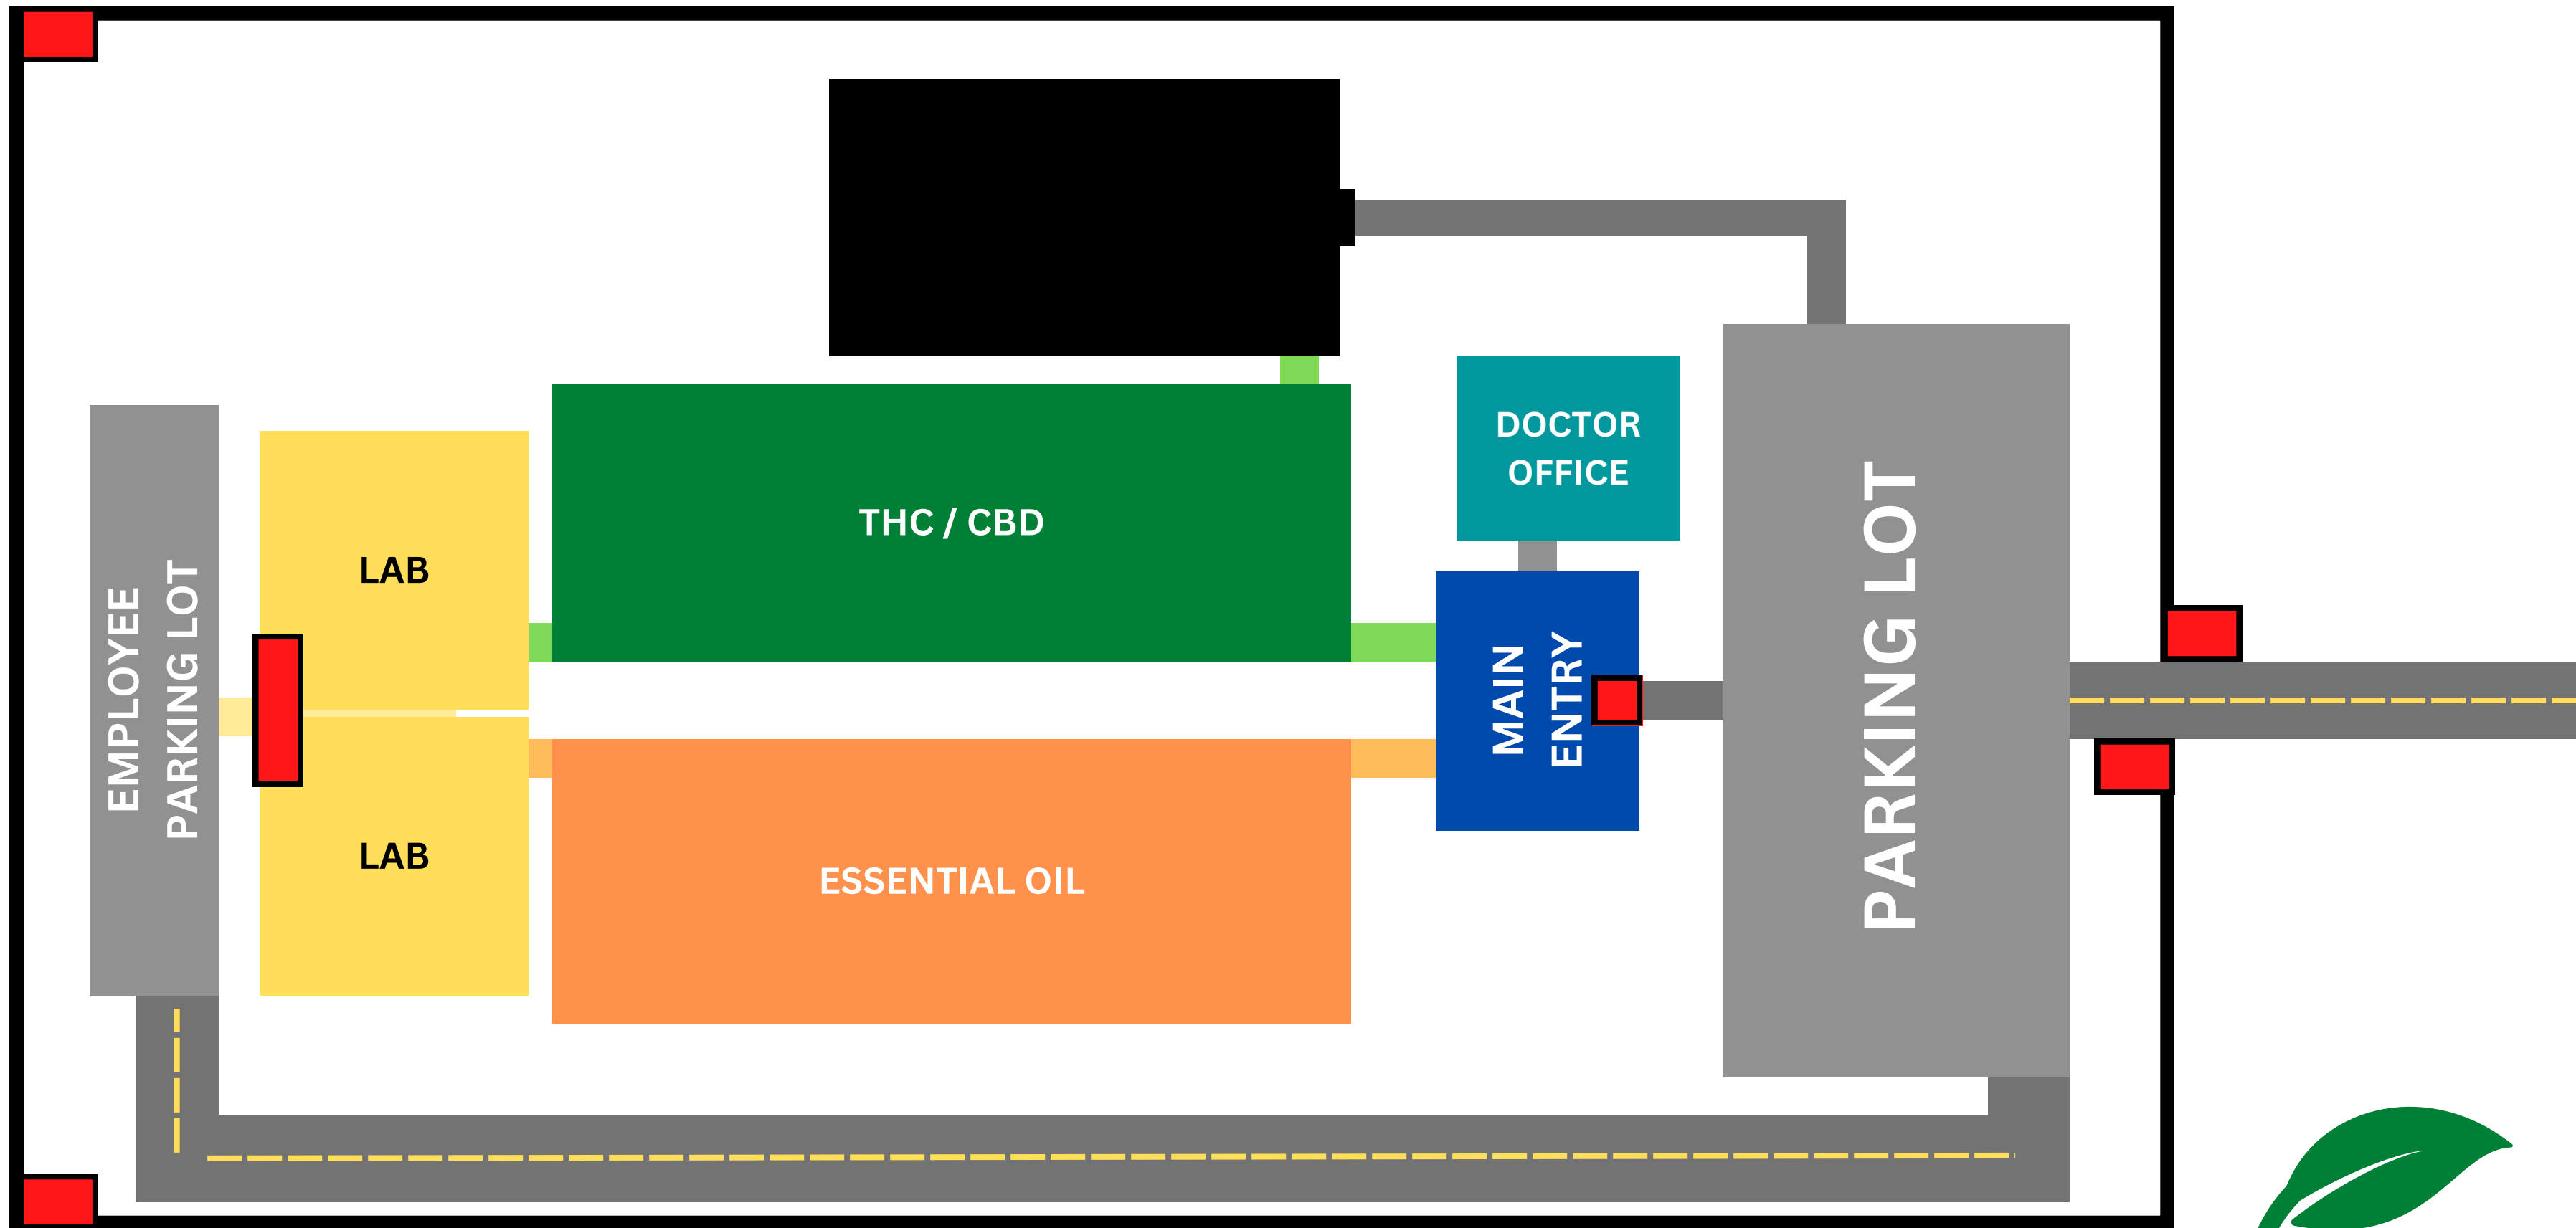 DOCTOR
OFFICE
THC / CBD
LAB
EMPLOYEE
PARKING LOT
MAIN
ENTRY
PARKING LOT
LAB
ESSENTIAL OIL